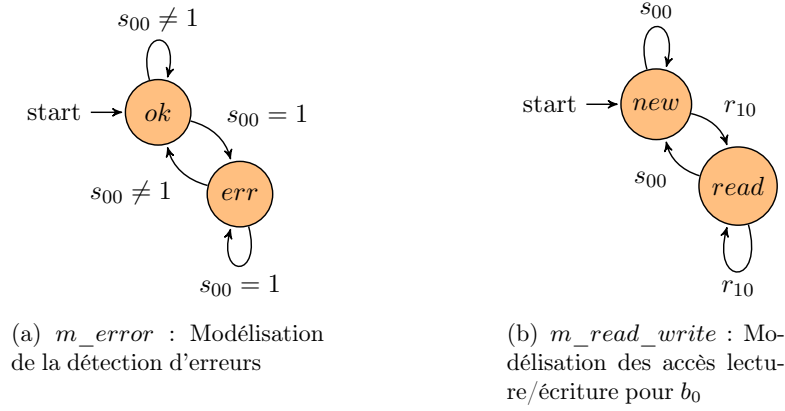 s₀₀ ≠ 1
start
ok
s₀₀ = 1
s₀₀ ≠ 1
err
s₀₀ = 1
(a) m_error : Modélisation
de la détection d'erreurs
s₀₀
start
new
r₁₀
s₀₀
read
r₁₀
(b) m_read_write : Mo-
délisation des accès lectu-
re/écriture pour b₀